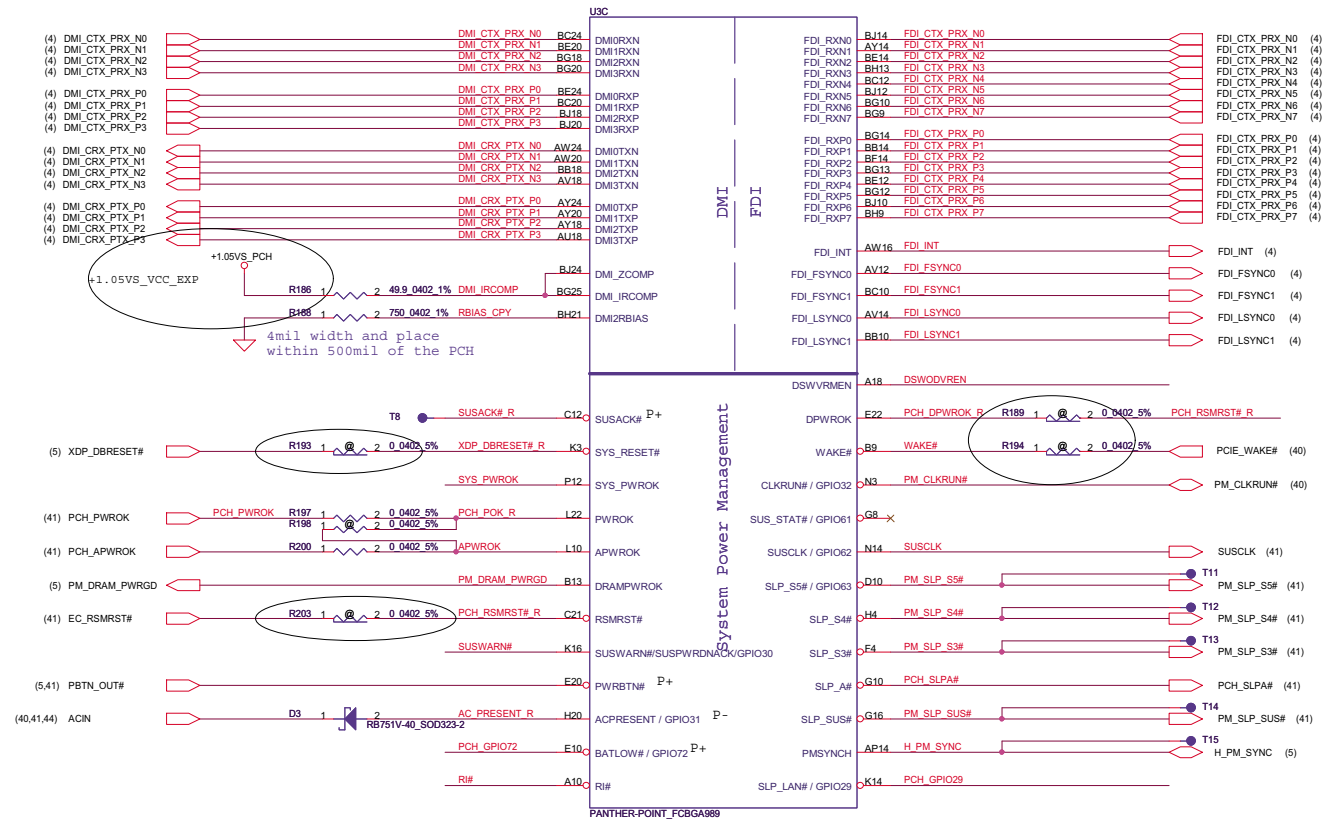 U3C
(4) DMI_CTX_PRX_N0 DMI_CTX_PRX_N0 BC24 DMI0RXN FDI_RXN0 BJ14 FDI_CTX_PRX_N0 FDI_CTX_PRX_N0 (4)
(4) DMI_CTX_PRX_N1 DMI_CTX_PRX_N1 BE20 DMI1RXN FDI_RXN1 AY14 FDI_CTX_PRX_N1 FDI_CTX_PRX_N1 (4)
(4) DMI_CTX_PRX_N2 DMI_CTX_PRX_N2 BG18 DMI2RXN FDI_RXN2 BE14 FDI_CTX_PRX_N2 FDI_CTX_PRX_N2 (4)
(4) DMI_CTX_PRX_N3 DMI_CTX_PRX_N3 BG20 DMI3RXN FDI_RXN3 BH13 FDI_CTX_PRX_N3 FDI_CTX_PRX_N3 (4)
FDI_RXN4 BC12 FDI_CTX_PRX_N4 FDI_CTX_PRX_N4 (4)
(4) DMI_CTX_PRX_P0 DMI_CTX_PRX_P0 BE24 DMI0RXP FDI_RXN5 BJ12 FDI_CTX_PRX_N5 FDI_CTX_PRX_N5 (4)
(4) DMI_CTX_PRX_P1 DMI_CTX_PRX_P1 BC20 DMI1RXP FDI_RXN6 BG10 FDI_CTX_PRX_N6 FDI_CTX_PRX_N6 (4)
(4) DMI_CTX_PRX_P2 DMI_CTX_PRX_P2 BJ18 DMI2RXP FDI_RXN7 BG9 FDI_CTX_PRX_N7 FDI_CTX_PRX_N7 (4)
(4) DMI_CTX_PRX_P3 DMI_CTX_PRX_P3 BJ20 DMI3RXP
FDI_RXP0 BG14 FDI_CTX_PRX_P0 FDI_CTX_PRX_P0 (4)
(4) DMI_CRX_PTX_N0 DMI_CTX_PRX_N0 AW24 DMI0TXN FDI_RXP1 BB14 FDI_CTX_PRX_P1 FDI_CTX_PRX_P1 (4)
(4) DMI_CRX_PTX_N1 DMI_CTX_PRX_N1 AW20 DMI1TXN FDI_RXP2 BF14 FDI_CTX_PRX_P2 FDI_CTX_PRX_P2 (4)
(4) DMI_CRX_PTX_N2 DMI_CTX_PRX_N2 BB18 DMI2TXN FDI_RXP3 BG13 FDI_CTX_PRX_P3 FDI_CTX_PRX_P3 (4)
(4) DMI_CRX_PTX_N3 DMI_CTX_PRX_N3 AV18 DMI3TXN FDI_RXP4 BE12 FDI_CTX_PRX_P4 FDI_CTX_PRX_P4 (4)
FDI_RXP5 BG12 FDI_CTX_PRX_P5 FDI_CTX_PRX_P5 (4)
(4) DMI_CRX_PTX_P0 DMI_CTX_PRX_P0 AY24 DMI0TXP FDI_RXP6 BJ10 FDI_CTX_PRX_P6 FDI_CTX_PRX_P6 (4)
(4) DMI_CRX_PTX_P1 DMI_CTX_PRX_P1 AY20 DMI1TXP FDI_RXP7 BH9 FDI_CTX_PRX_P7 FDI_CTX_PRX_P7 (4)
(4) DMI_CRX_PTX_P2 DMI_CTX_PRX_P2 AY18 DMI2TXP
(4) DMI_CRX_PTX_P3 DMI_CTX_PRX_P3 AU18 DMI3TXP
DMI
FDI
FDI_INT AW16 FDI_INT FDI_INT (4)
+1.05VS_PCH
+1.05VS_VCC_EXP
BJ24 DMI_ZCOMP FDI_FSYNC0 AV12 FDI_FSYNC0 FDI_FSYNC0 (4)
R186 1 2 49.9_0402_1% DMI_IRCOMP BG25 DMI_IRCOMP FDI_FSYNC1 BC10 FDI_FSYNC1 FDI_FSYNC1 (4)
R188 1 2 750_0402_1% RBIAS_CPY BH21 DMI2RBIAS FDI_LSYNC0 AV14 FDI_LSYNC0 FDI_LSYNC0 (4)
4mil width and place
within 500mil of the PCH
FDI_LSYNC1 BB10 FDI_LSYNC1 FDI_LSYNC1 (4)
System Power Management
DSWVRMEN A18 DSWODVREN
T8 SUSACK#_R C12 SUSACK# P+ DPWROK E22 PCH_DPWROK_R R189 1 @ 2 0_0402_5% PCH_RSMRST#_R
(5) XDP_DBRESET# R193 1 @ 2 0_0402_5% XDP_DBRESET#_R K3 SYS_RESET# WAKE# B9 WAKE# R194 1 @ 2 0_0402_5% PCIE_WAKE# (40)
SYS_PWROK P12 SYS_PWROK CLKRUN# / GPIO32 N3 PM_CLKRUN# PM_CLKRUN# (40)
(41) PCH_PWROK PCH_PWROK R197 1 2 0_0402_5% PCH_POK_R L22 PWROK SUS_STAT# / GPIO61 G8
R198 1 @ 2 0_0402_5%
(41) PCH_APWROK R200 1 2 0_0402_5% APWROK L10 APWROK SUSCLK / GPIO62 N14 SUSCLK SUSCLK (41)
T11
(5) PM_DRAM_PWRGD PM_DRAM_PWRGD B13 DRAMPWROK SLP_S5# / GPIO63 D10 PM_SLP_S5# PM_SLP_S5# (41)
T12
(41) EC_RSMRST# R203 1 @ 2 0_0402_5% PCH_RSMRST#_R C21 RSMRST# SLP_S4# H4 PM_SLP_S4# PM_SLP_S4# (41)
T13
SUSWARN# K16 SUSWARN#/SUSPWRDNACK/GPIO30 SLP_S3# F4 PM_SLP_S3# PM_SLP_S3# (41)
(5,41) PBTN_OUT# E20 PWRBTN# P+ SLP_A# G10 PCH_SLPA# PCH_SLPA# (41)
T14
(40,41,44) ACIN D3 1 2 RB751V-40_SOD323-2 AC_PRESENT_R H20 ACPRESENT / GPIO31 P- SLP_SUS# G16 PM_SLP_SUS# PM_SLP_SUS# (41)
T15
PCH_GPIO72 E10 BATLOW# / GPIO72 P+ PMSYNCH AP14 H_PM_SYNC H_PM_SYNC (5)
RI# A10 RI# SLP_LAN# / GPIO29 K14 PCH_GPIO29
PANTHER-POINT_FCBGA989